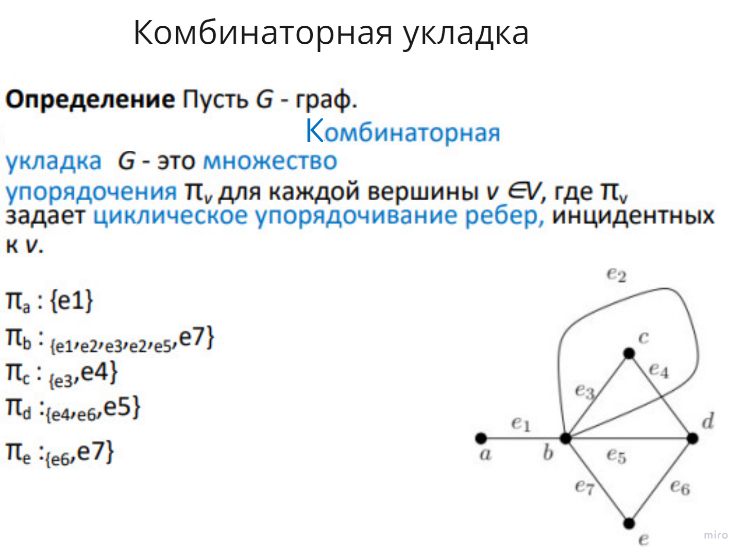 Комбинаторная укладка
Определение Пусть G - граф.
Комбинаторная
укладка G - это множество
упорядочения πv для каждой вершины v ∈V, где πv
задает циклическое упорядочивание ребер, инцидентных
к v.
πa : {e1}
πb : {e1,e2,e3,e2,e5,e7}
πc : {e3,e4}
πd :{e4,e6,e5}
πe :{e6,e7}
e2
c
e4
e3
e1
d
a
b
e5
e7
e6
e
miro